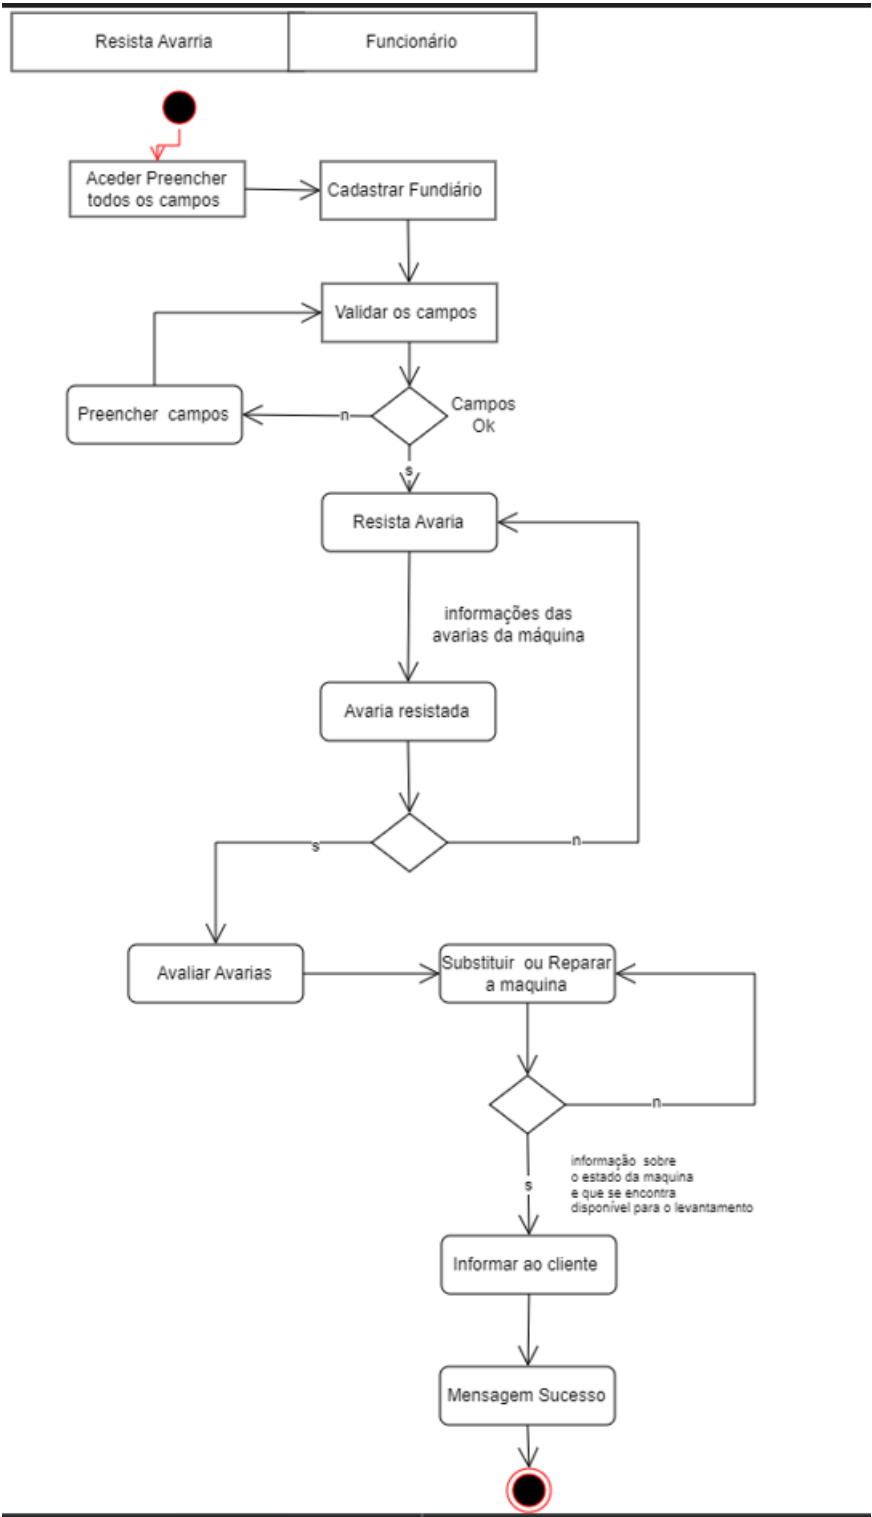 Resista Avarria
Funcionário
Aceder Preencher
todos os campos
Cadastrar Fundiário
Validar os campos
Preencher campos
n
Campos
Ok
s
Resista Avaria
informações das
avarias da máquina
Avaria resistada
s
n
Avaliar Avarias
Substituir ou Reparar
a maquina
n
informação sobre
o estado da maquina
e que se encontra
disponível para o levantamento
s
Informar ao cliente
Mensagem Sucesso